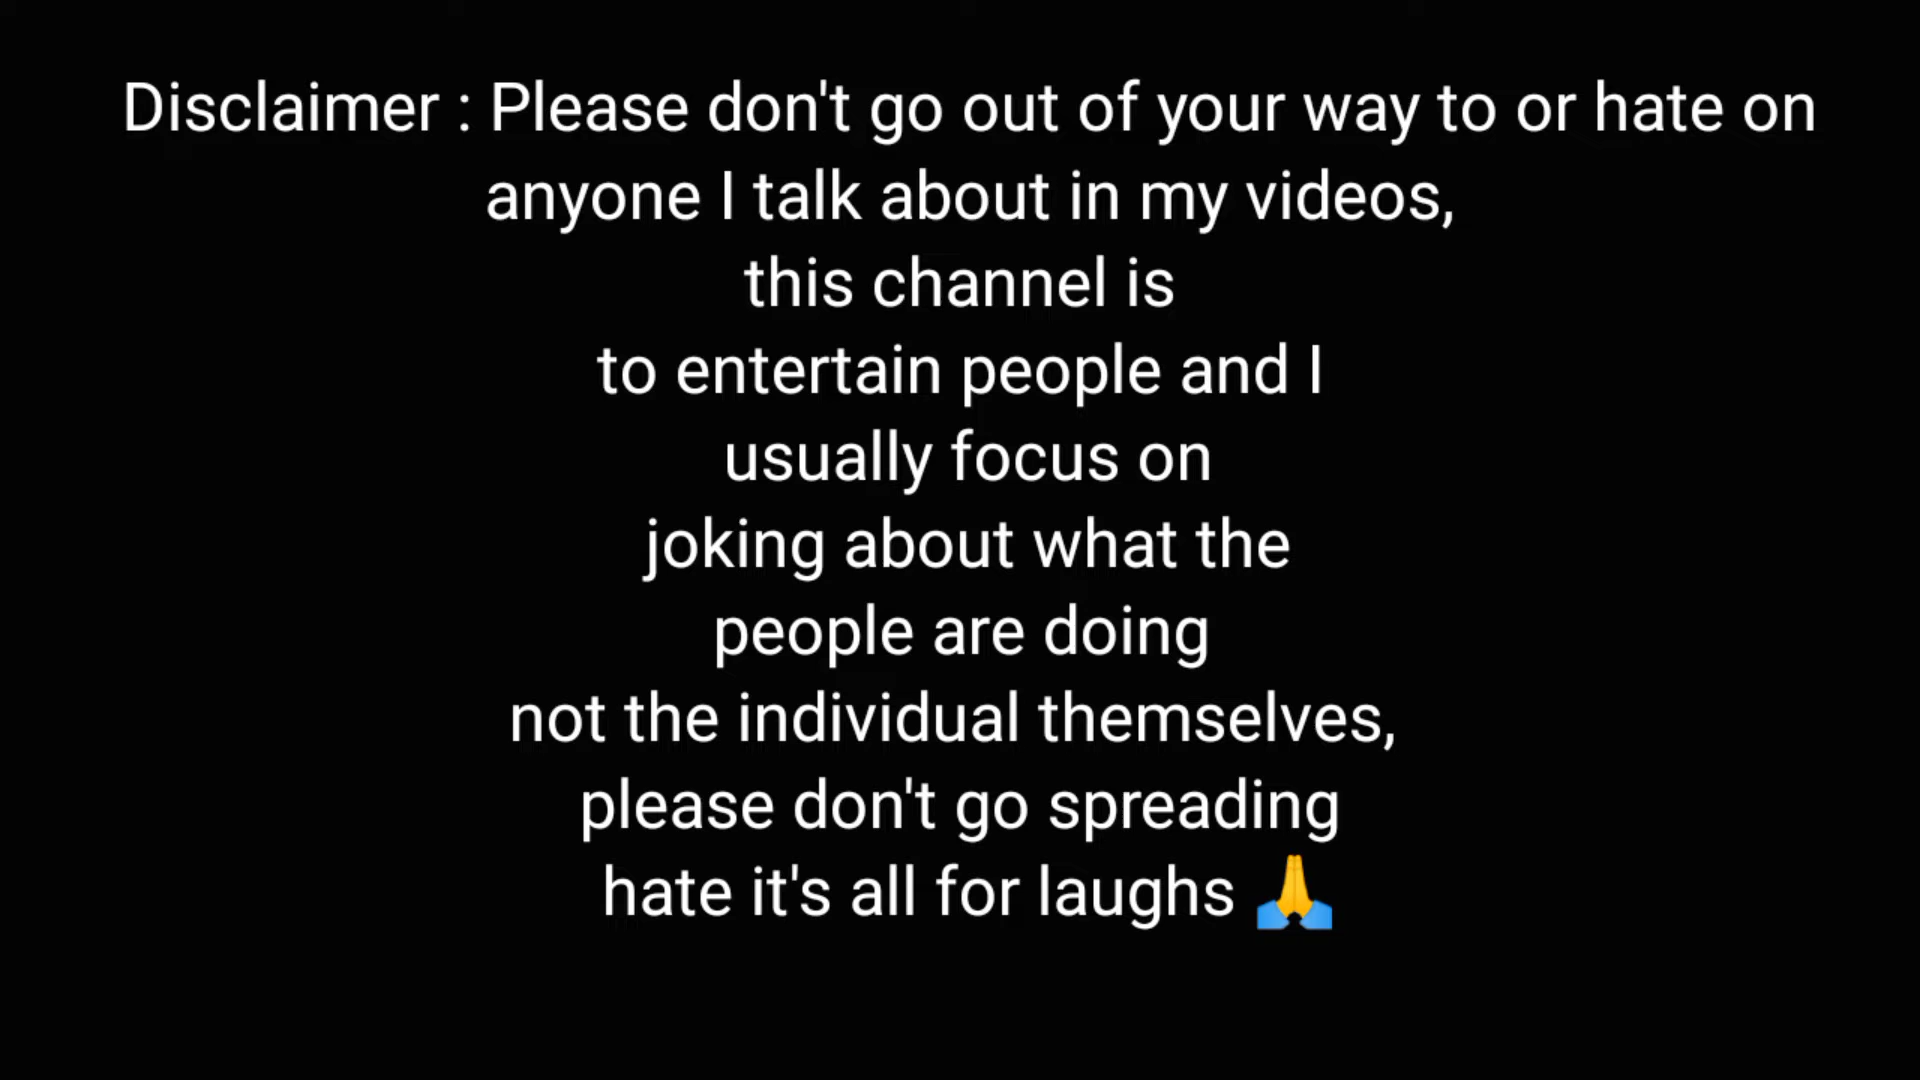 Disclaimer : Please don't go out of your way to or hate on
anyone I talk about in my videos,
this channel is
to entertain people and I
usually focus on
joking about what the
people are doing
not the individual themselves,
please don't go spreading
hate it's all for laughs 🙏